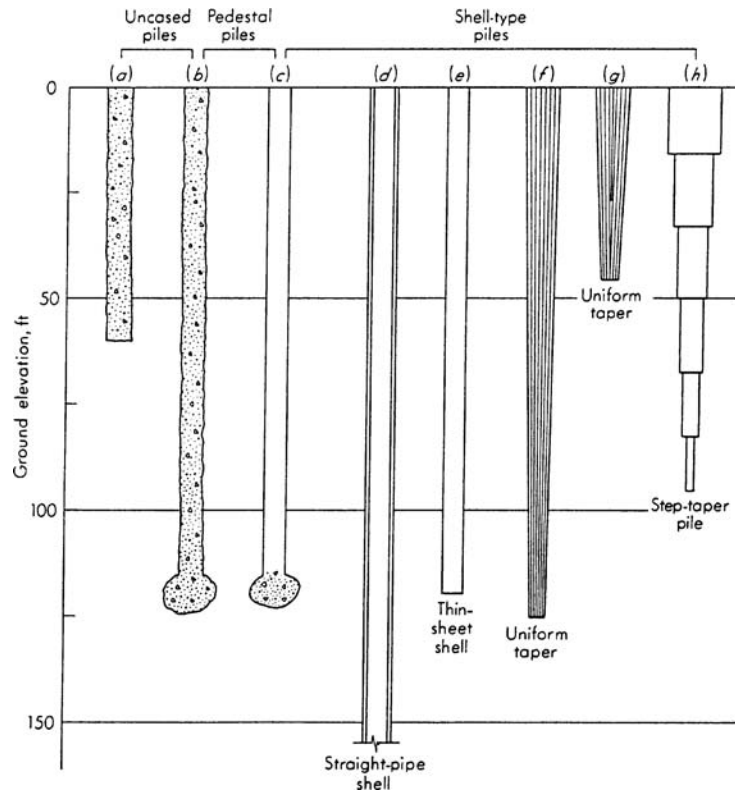 Uncased piles
Pedestal piles
Shell-type piles
(a) (b) (c) (d) (e) (f) (g) (h)
0
50
100
150
Ground elevation, ft
Uniform taper
Step-taper pile
Thin-sheet shell
Uniform taper
Straight-pipe shell